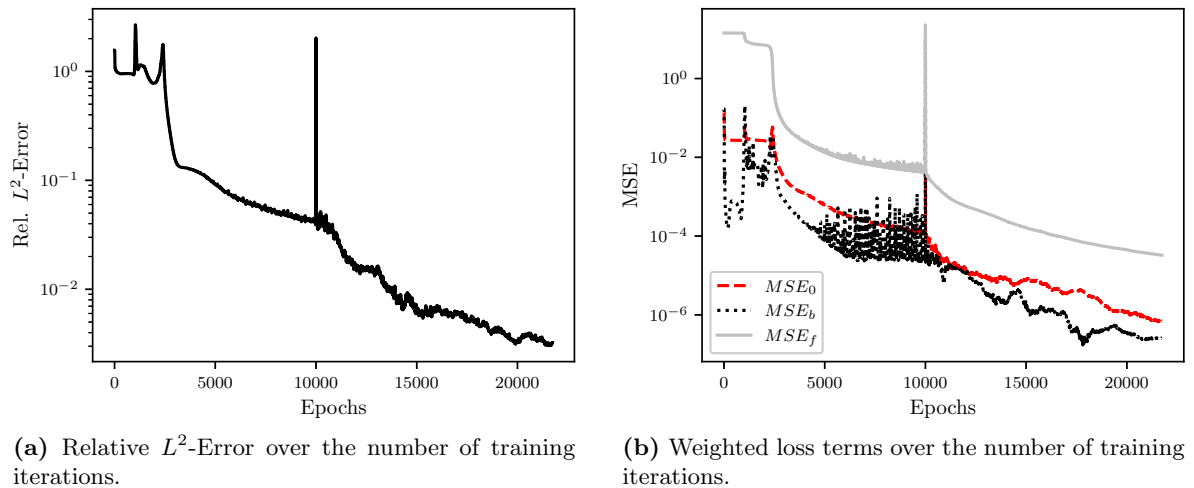 10^0
10^{-1}
10^{-2}
Rel. L^2-Error
0 5000 10000 15000 20000
Epochs
(a) Relative L^2-Error over the number of training
iterations.
10^0
10^{-2}
10^{-4}
10^{-6}
MSE
MSE_0
MSE_b
MSE_f
0 5000 10000 15000 20000
Epochs
(b) Weighted loss terms over the number of training
iterations.